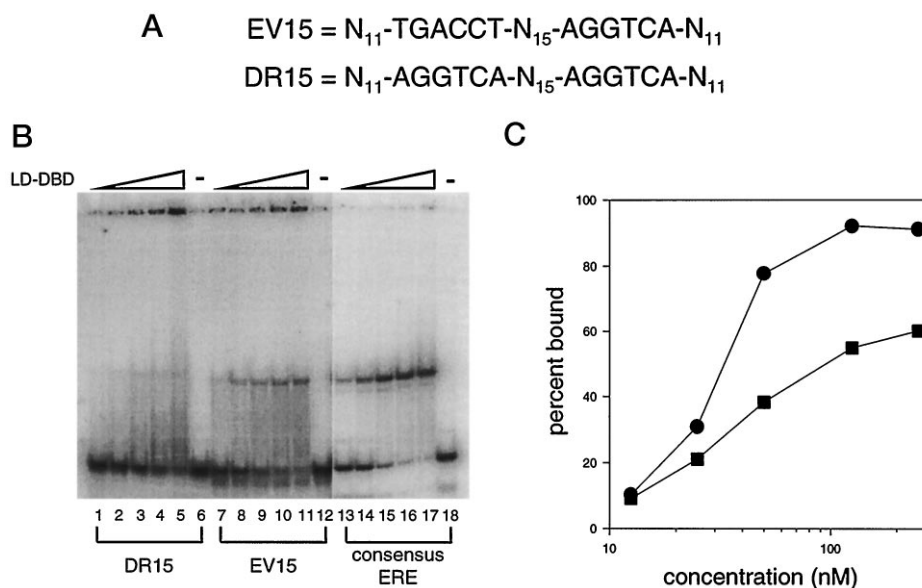 A
EV15 = N11-TGACCT-N15-AGGTCA-N11
DR15 = N11-AGGTCA-N15-AGGTCA-N11
B
LD-DBD - - -
1 2 3 4 5 6 7 8 9 10 11 12 13 14 15 16 17 18
DR15 EV15 consensus
ERE
C
100
80
60
40
20
0
10 100
percent bound
concentration (nM)